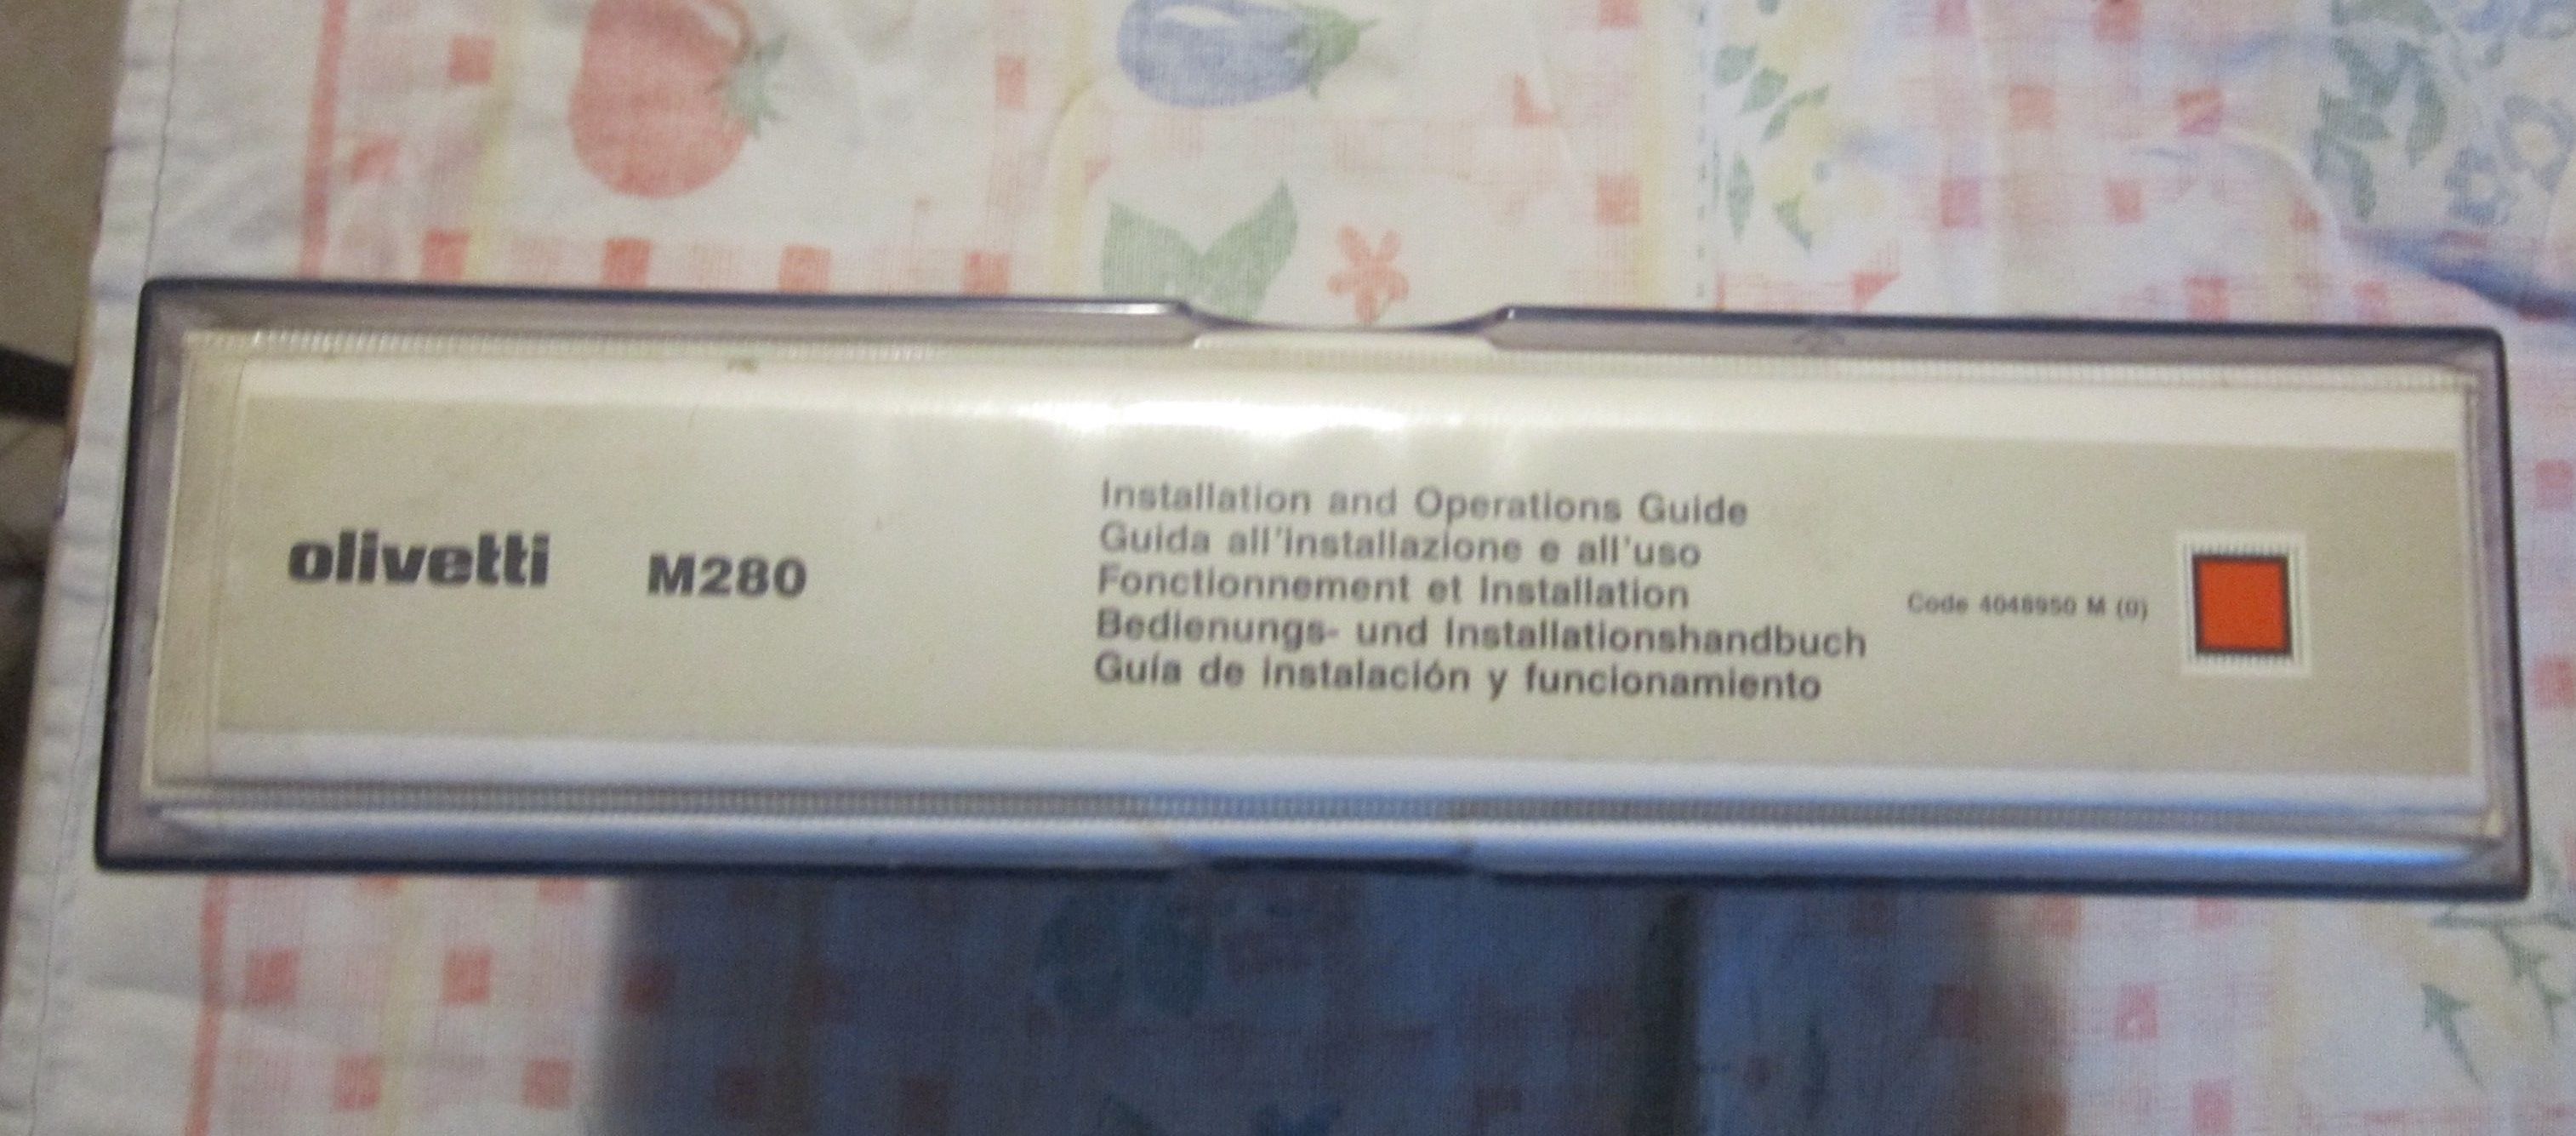 olivetti M280
Installation and Operations Guide
Guida all'installazione e all'uso
Fonctionnement et Installation
Bedienungs- und Installationshandbuch
Guía de instalación y funcionamiento
Code 4048950 M (0)